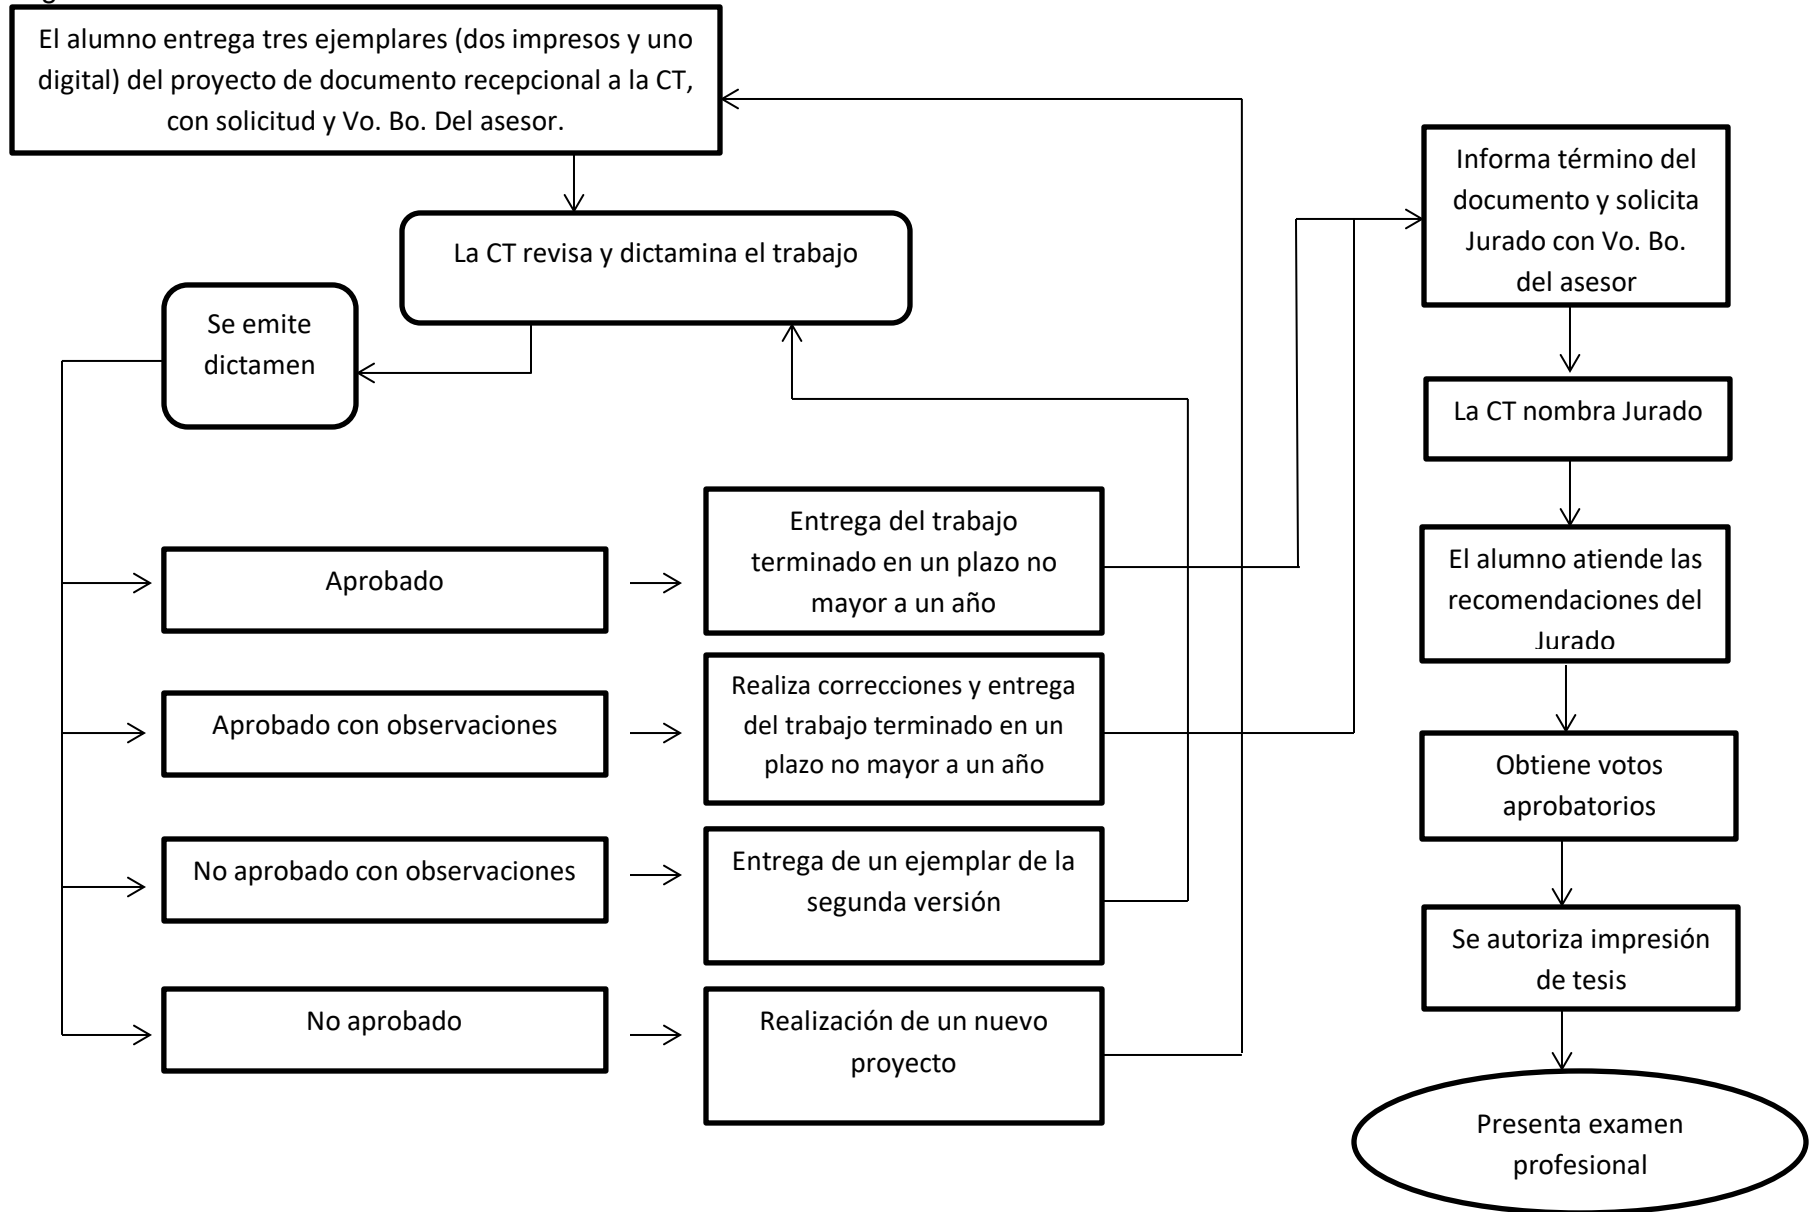 El alumno entrega tres ejemplares (dos impresos y uno
digital) del proyecto de documento recepcional a la CT,
con solicitud y Vo. Bo. Del asesor.
La CT revisa y dictamina el trabajo
Se emite
dictamen
Aprobado
Entrega del trabajo
terminado en un plazo no
mayor a un año
Aprobado con observaciones
Realiza correcciones y entrega
del trabajo terminado en un
plazo no mayor a un año
No aprobado con observaciones
Entrega de un ejemplar de la
segunda versión
No aprobado
Realización de un nuevo
proyecto
Informa término del
documento y solicita
Jurado con Vo. Bo.
del asesor
La CT nombra Jurado
El alumno atiende las
recomendaciones del
Jurado
Obtiene votos
aprobatorios
Se autoriza impresión
de tesis
Presenta examen
profesional